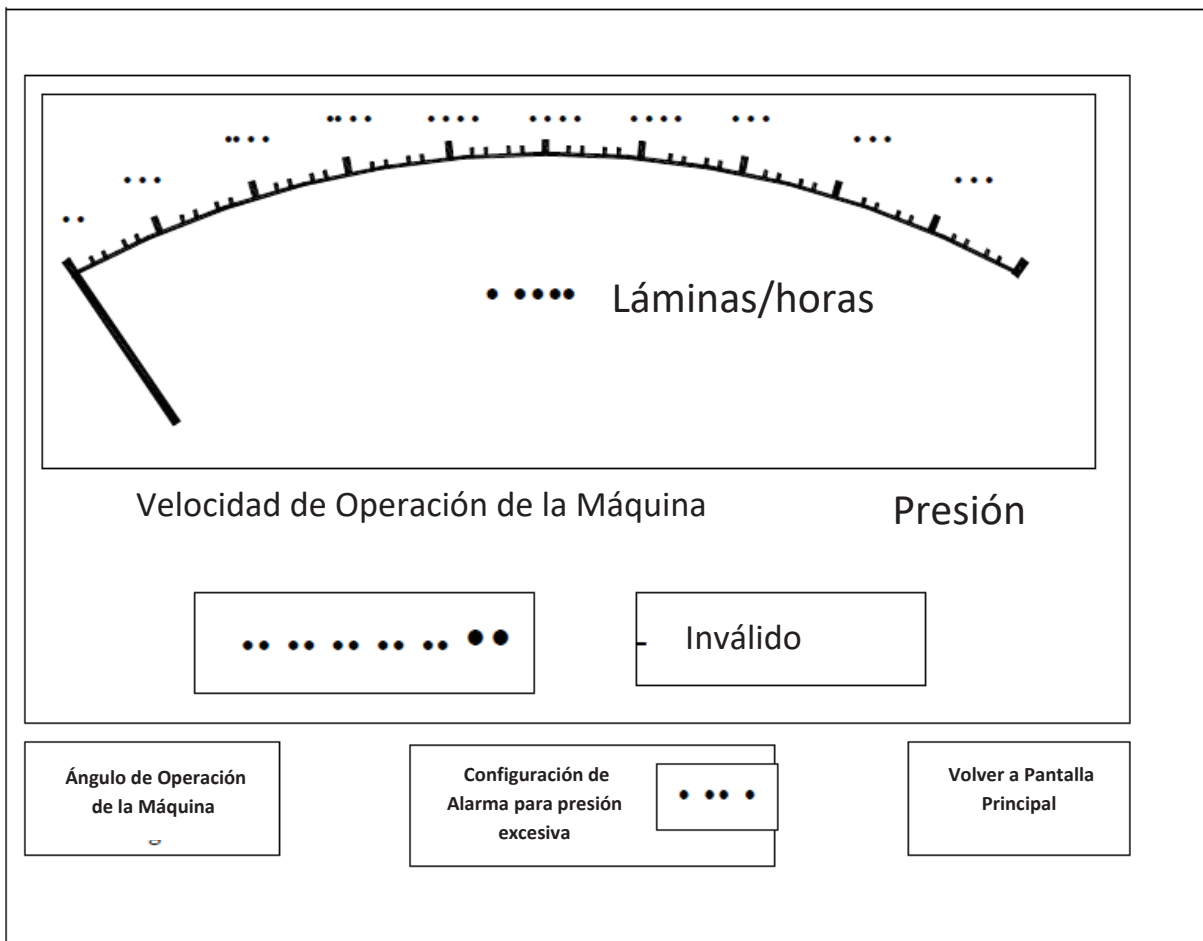 Láminas/horas
Velocidad de Operación de la Máquina
Presión
- Inválido
Ángulo de Operación
de la Máquina
Configuración de
Alarma para presión
excesiva
Volver a Pantalla
Principal